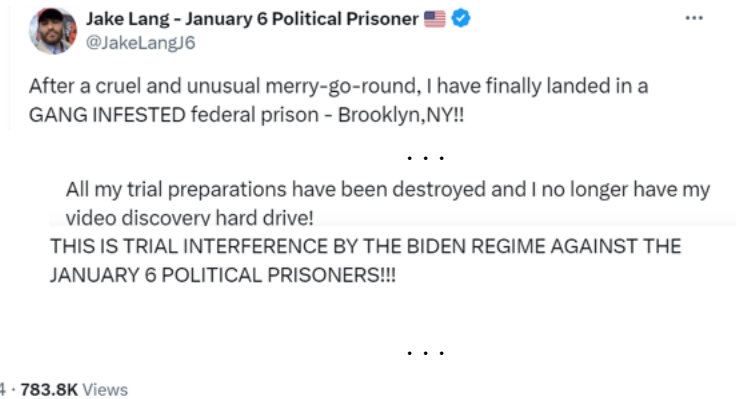 Jake Lang - January 6 Political Prisoner 🇺🇸
@JakeLangJ6
After a cruel and unusual merry-go-round, I have finally landed in a
GANG INFESTED federal prison - Brooklyn,NY!!
. . .
All my trial preparations have been destroyed and I no longer have my
video discovery hard drive!
THIS IS TRIAL INTERFERENCE BY THE BIDEN REGIME AGAINST THE
JANUARY 6 POLITICAL PRISONERS!!!
. . .
4 · 783.8K Views